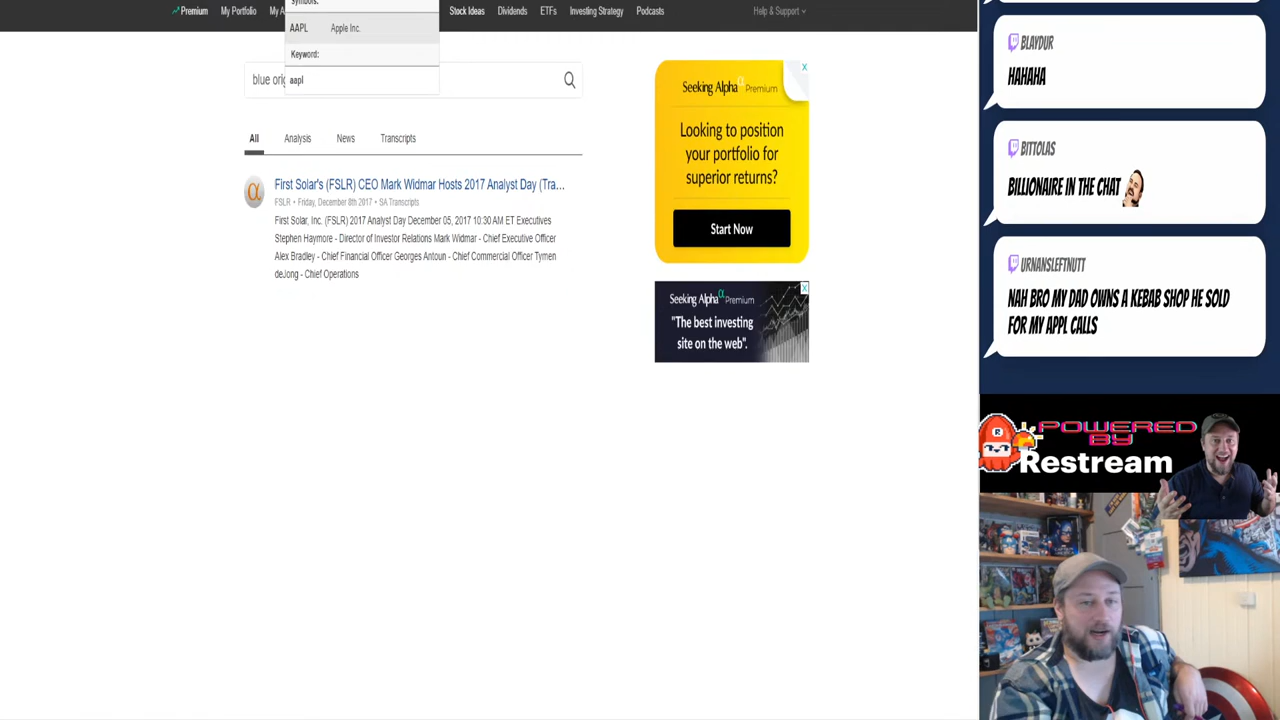 Premium My Portfolio My A Stock Ideas Dividends ETFs Investing Strategy Podcasts Help & Support
Symbols:
AAPL Apple Inc.
Keyword:
aapl
blue orig
All Analysis News Transcripts
First Solar's (FSLR) CEO Mark Widmar Hosts 2017 Analyst Day (Tra...
FSLR • Friday, December 8th 2017 • SA Transcripts
First Solar, Inc. (FSLR) 2017 Analyst Day December 05, 2017 10:30 AM ET Executives
Stephen Haymore - Director of Investor Relations Mark Widmar - Chief Executive Officer
Alex Bradley - Chief Financial Officer Georges Antoun - Chief Commercial Officer Tymen
deJong - Chief Operations
Seeking Alpha α Premium
Looking to position
your portfolio for
superior returns?
Start Now
Seeking Alpha α Premium
"The best investing
site on the web".
BLAYDUR
HAHAHA
BITTOLAS
BILLIONAIRE IN THE CHAT
URNANSLEFTNUTT
NAH BRO MY DAD OWNS A KEBAB SHOP HE SOLD
FOR MY APPL CALLS
POWERED
BY
Restream